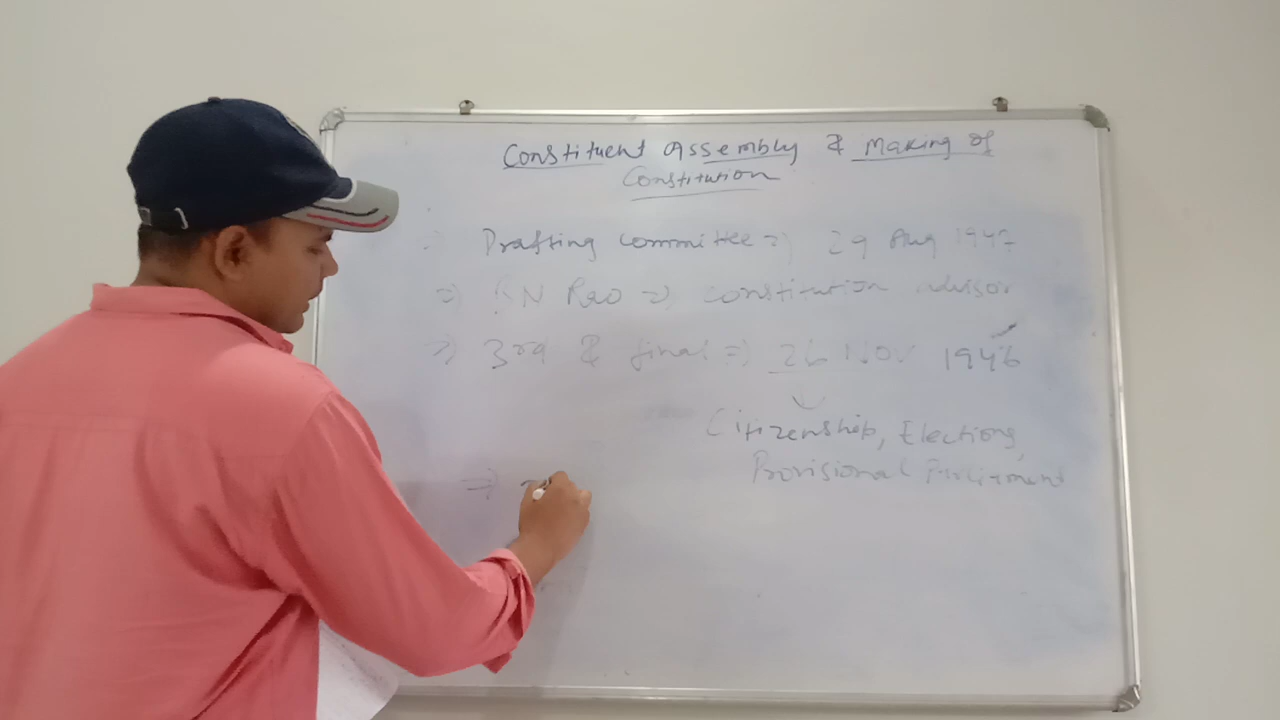 Constituent Assembly & Making of
Constitution
Drafting Committee ⇒ 29 Aug 1947
⇒ BN Rao ⇒ constitution advisor
⇒ 3rd & final ⇒ 26 Nov 1946
↓
Citizenship, Elections,
Provisional Parliament
⇒